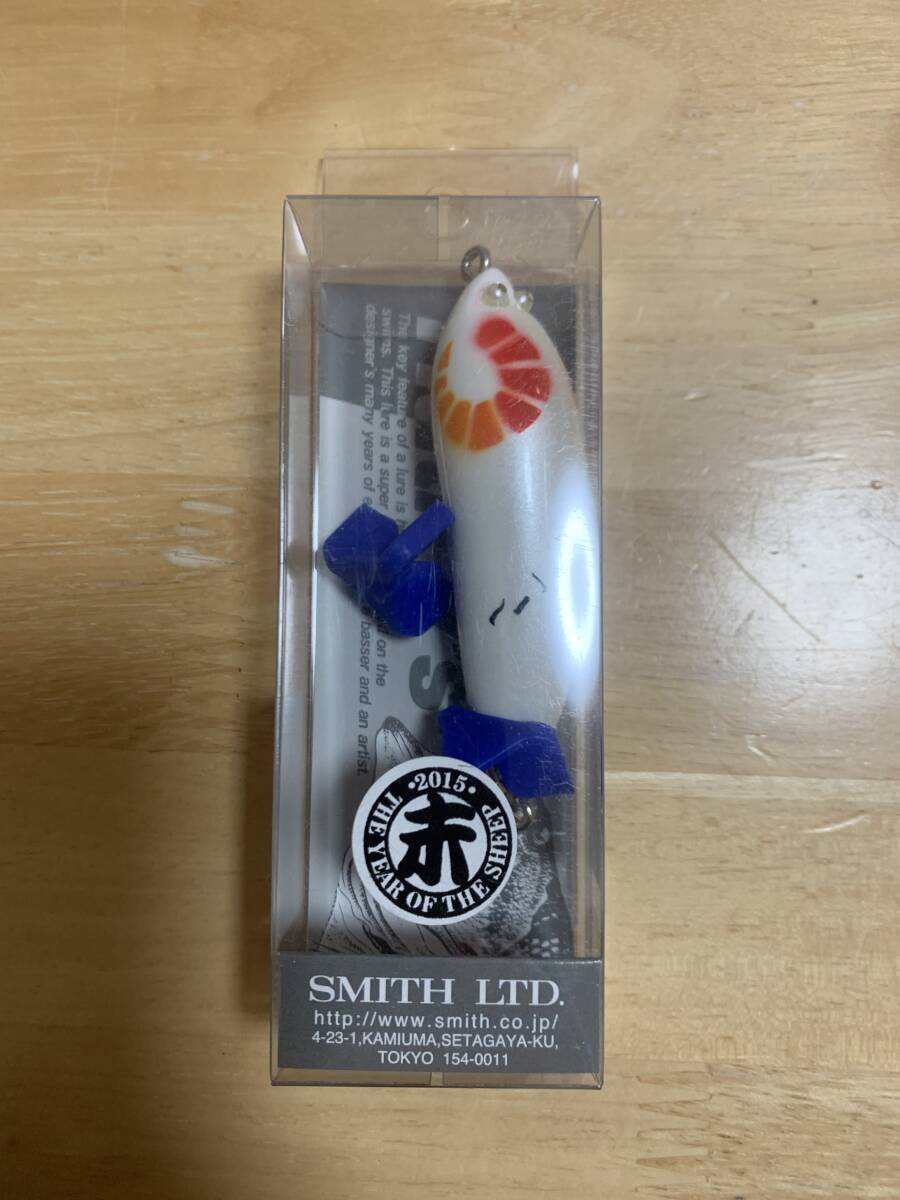 The key feature of a lure is h
swims. This lure is a super
designer's many years of e
d on the
basser and an
artist.
S
·2015·
THE YEAR OF THE SHEEP
未
SMITH LTD.
http://www.smith.co.jp/
4-23-1,KAMIUMA,SETAGAYA-KU,
TOKYO 154-0011